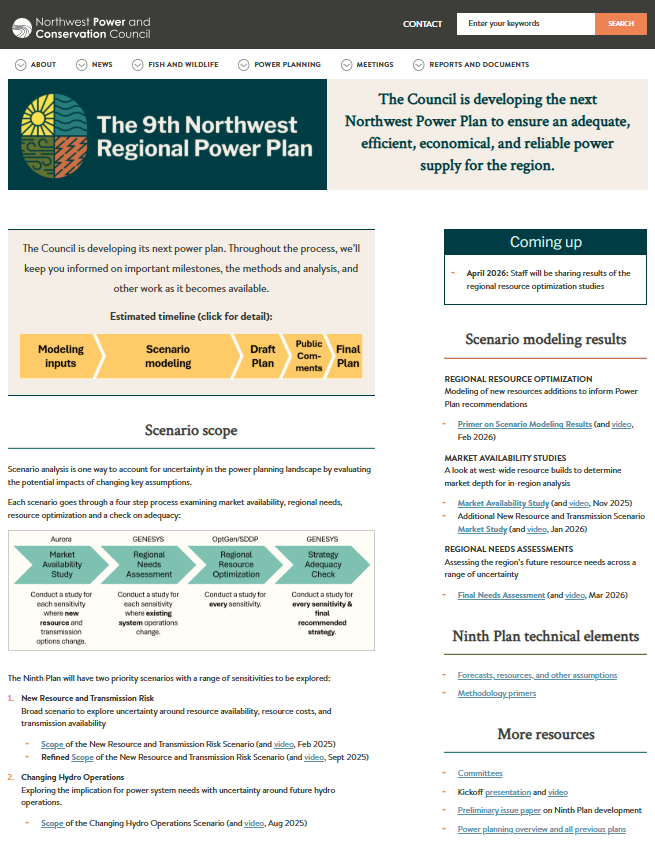 Northwest Power and
Conservation Council
CONTACT
Enter your keywords
SEARCH
ABOUT
NEWS
FISH AND WILDLIFE
POWER PLANNING
MEETINGS
REPORTS AND DOCUMENTS
The 9th Northwest
Regional Power Plan
The Council is developing the next
Northwest Power Plan to ensure an adequate,
efficient, economical, and reliable power
supply for the region.
The Council is developing its next power plan. Throughout the process, we'll
keep you informed on important milestones, the methods and analysis, and
other work as it becomes available.
Estimated timeline (click for detail):
Modeling
inputs
Scenario
modeling
Draft
Plan
Public
Com-
ments
Final
Plan
Scenario scope
Scenario analysis is one way to account for uncertainty in the power planning landscape by evaluating
the potential impacts of changing key assumptions.
Each scenario goes through a four step process examining market availability, regional needs,
resource optimization and a check on adequacy:
Aurora
Market
Availability
Study
Conduct a study for
each sensitivity
where new
resource and
transmission
options change.
GENESYS
Regional
Needs
Assessment
Conduct a study for
each sensitivity
where existing
system operations
change.
OptGen/SDDP
Regional
Resource
Optimization
Conduct a study for
every sensitivity.
GENESYS
Strategy
Adequacy
Check
Conduct a study for
every sensitivity &
final
recommended
strategy.
The Ninth Plan will have two priority scenarios with a range of sensitivities to be explored:
1. New Resource and Transmission Risk
Broad scenario to explore uncertainty around resource availability, resource costs, and
transmission availability
- Scope of the New Resource and Transmission Risk Scenario (and video, Feb 2025)
- Refined Scope of the New Resource and Transmission Risk Scenario (and video, Sept 2025)
2. Changing Hydro Operations
Exploring the implication for power system needs with uncertainty around future hydro
operations.
- Scope of the Changing Hydro Operations Scenario (and video, Aug 2025)
Coming up
- April 2026: Staff will be sharing results of the
regional resource optimization studies
Scenario modeling results
REGIONAL RESOURCE OPTIMIZATION
Modeling of new resources additions to inform Power
Plan recommendations
- Primer on Scenario Modeling Results (and video,
Feb 2026)
MARKET AVAILABILITY STUDIES
A look at west-wide resource builds to determine
market depth for in-region analysis
- Market Availability Study (and video, Nov 2025)
- Additional New Resource and Transmission Scenario
Market Study (and video, Jan 2026)
REGIONAL NEEDS ASSESSMENTS
Assessing the region's future resource needs across a
range of uncertainty
- Final Needs Assessment (and video, Mar 2026)
Ninth Plan technical elements
- Forecasts, resources, and other assumptions
- Methodology primers
More resources
- Committees
- Kickoff presentation and video
- Preliminary issue paper on Ninth Plan development
- Power planning overview and all previous plans